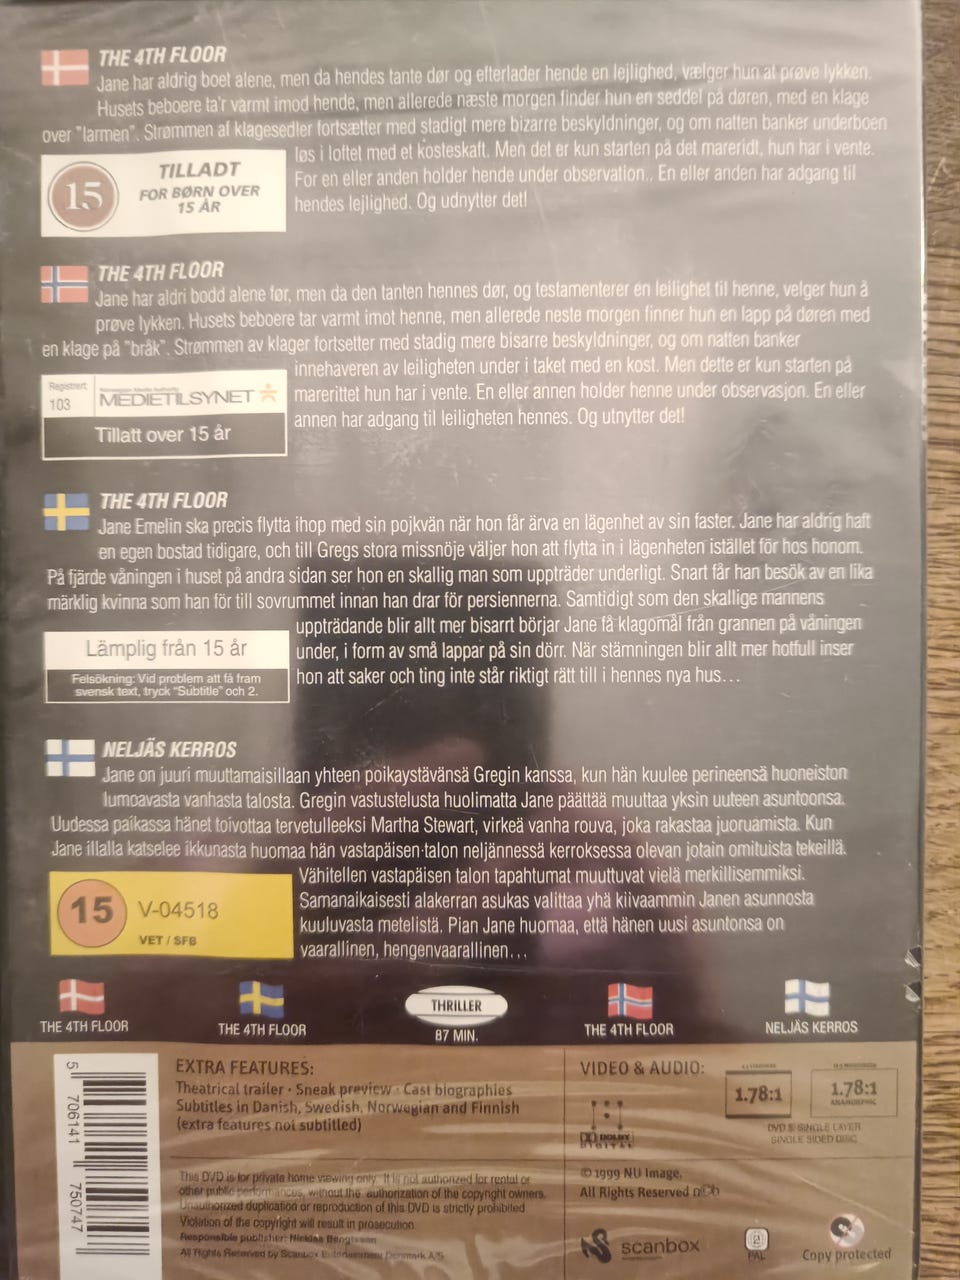 THE 4TH FLOOR
Jane har aldrig boet alene, men da hendes tante dør og efterlader hende en lejlighed, vælger hun at prøve lykken.
Husets beboere ta'r varmt imod hende, men allerede næste morgen finder hun en seddel på døren, med en klage
over "larmen". Strømmen af klagesedler fortsætter med stadigt mere bizarre beskyldninger, og om natten banker underboen
løs i loftet med et kosteskaft. Men det er kun starten på det mareridt, hun har i vente.
For en eller anden holder hende under observation.. En eller anden har adgang til
hendes lejlighed. Og udnytter det!
15
TILLADT
FOR BØRN OVER
15 ÅR
THE 4TH FLOOR
Jane har aldri bodd alene før, men da den tanten hennes dør, og testamenterer en leilighet til henne, velger hun å
prøve lykken. Husets beboere tar varmt imot henne, men allerede neste morgen finner hun en lapp på døren med
en klage på "bråk". Strømmen av klager fortsetter med stadig mere bisarre beskyldninger, og om natten banker
innehaveren av leiligheten under i taket med en kost. Men dette er kun starten på
marerittet hun har i vente. En eller annen holder henne under observasjon. En eller
annen har adgang til leiligheten hennes. Og utnytter det!
Registrert
103
Norwegian Media Authority
MEDIETILSYNET
Tillatt over 15 år
THE 4TH FLOOR
Jane Emelin ska precis flytta ihop med sin pojkvän när hon får ärva en lägenhet av sin faster. Jane har aldrig haft
en egen bostad tidigare, och till Gregs stora missnöje väljer hon att flytta in i lägenheten istället för hos honom.
På fjärde våningen i huset på andra sidan ser hon en skallig man som uppträder underligt. Snart får han besök av en lika
märklig kvinna som han för till sovrummet innan han drar för persiennerna. Samtidigt som den skallige mannens
uppträdande blir allt mer bisarrt börjar Jane få klagomål från grannen på våningen
under, i form av små lappar på sin dörr. När stämningen blir allt mer hotfull inser
hon att saker och ting inte står riktigt rätt till i hennes nya hus...
Lämplig från 15 år
Felsökning: Vid problem att få fram
svensk text, tryck "Subtitle" och 2.
NELJÄS KERROS
Jane on juuri muuttamaisillaan yhteen poikaystävänsä Gregin kanssa, kun hän kuulee perineensä huoneiston
lumoavasta vanhasta talosta. Gregin vastustelusta huolimatta Jane päättää muuttaa yksin uuteen asuntoonsa.
Uudessa paikassa hänet toivottaa tervetulleeksi Martha Stewart, virkeä vanha rouva, joka rakastaa juoruamista. Kun
Jane illalla katselee ikkunasta huomaa hän vastapäisen talon neljännessä kerroksessa olevan jotain omituista tekeillä.
Vähitellen vastapäisen talon tapahtumat muuttuvat vielä merkillisemmiksi.
Samanaikaisesti alakerran asukas valittaa yhä kiivaammin Janen asunnosta
kuuluvasta metelistä. Pian Jane huomaa, että hänen uusi asuntonsa on
vaarallinen, hengenvaarallinen...
15
V-04518
VET / SFB
THE 4TH FLOOR
THE 4TH FLOOR
THRILLER
87 MIN.
THE 4TH FLOOR
NELJÄS KERROS
5 706141 750747
EXTRA FEATURES:
Theatrical trailer · Sneak preview · Cast biographies
Subtitles in Danish, Swedish, Norwegian and Finnish
(extra features not subtitled)
VIDEO & AUDIO:
DOLBY
DIGITAL
1.78:1
1.78:1
ANAMORPHIC
DVD 5: SINGLE LAYER
SINGLE SIDED DISC
This DVD is for private home viewing only. It is not authorized for rental or
other public performances, without the authorization of the copyright owners.
Unauthorized duplication or reproduction of this DVD is strictly prohibited.
Violation of the copyright will result in prosecution.
Responsible publisher: Nicklas Bengtsson
All Rights Reserved by Scanbox Entertainment Denmark A/S
© 1999 NU Image,
All Rights Reserved ncb
scanbox
2
PAL
Copy protected